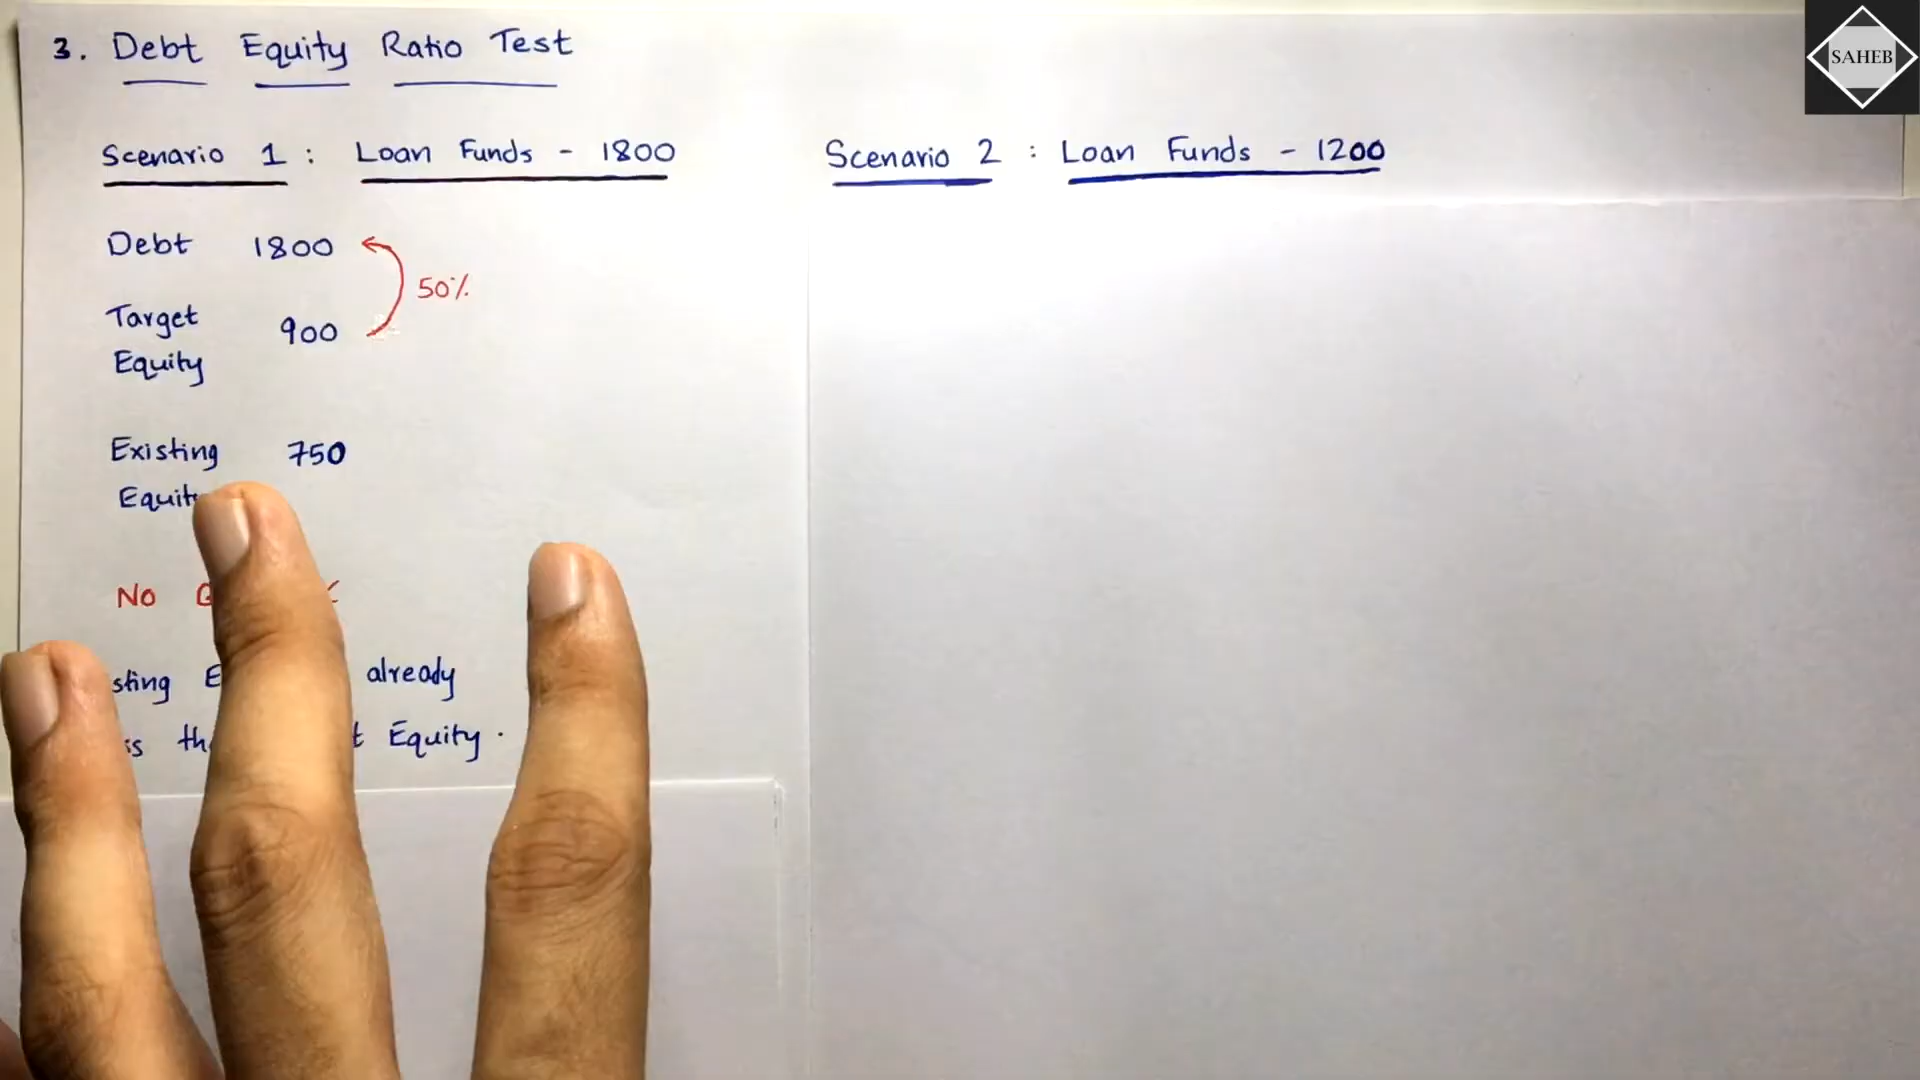 3. Debt Equity Ratio Test
SAHEB
Scenario 1 : Loan Funds - 1800
Scenario 2 : Loan Funds - 1200
Debt 1800
50%
Target 900
Equity
Existing 750
No
already
Equity.